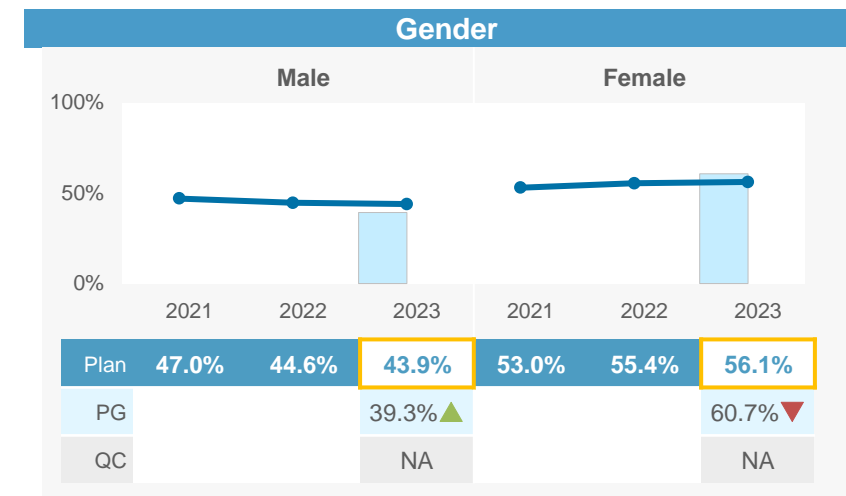 Gender
Male Female
100%
50%
0%
2021 2022 2023 2021 2022 2023
Plan 47.0% 44.6% 43.9% 53.0% 55.4% 56.1%
PG 39.3% 60.7%
QC NA NA